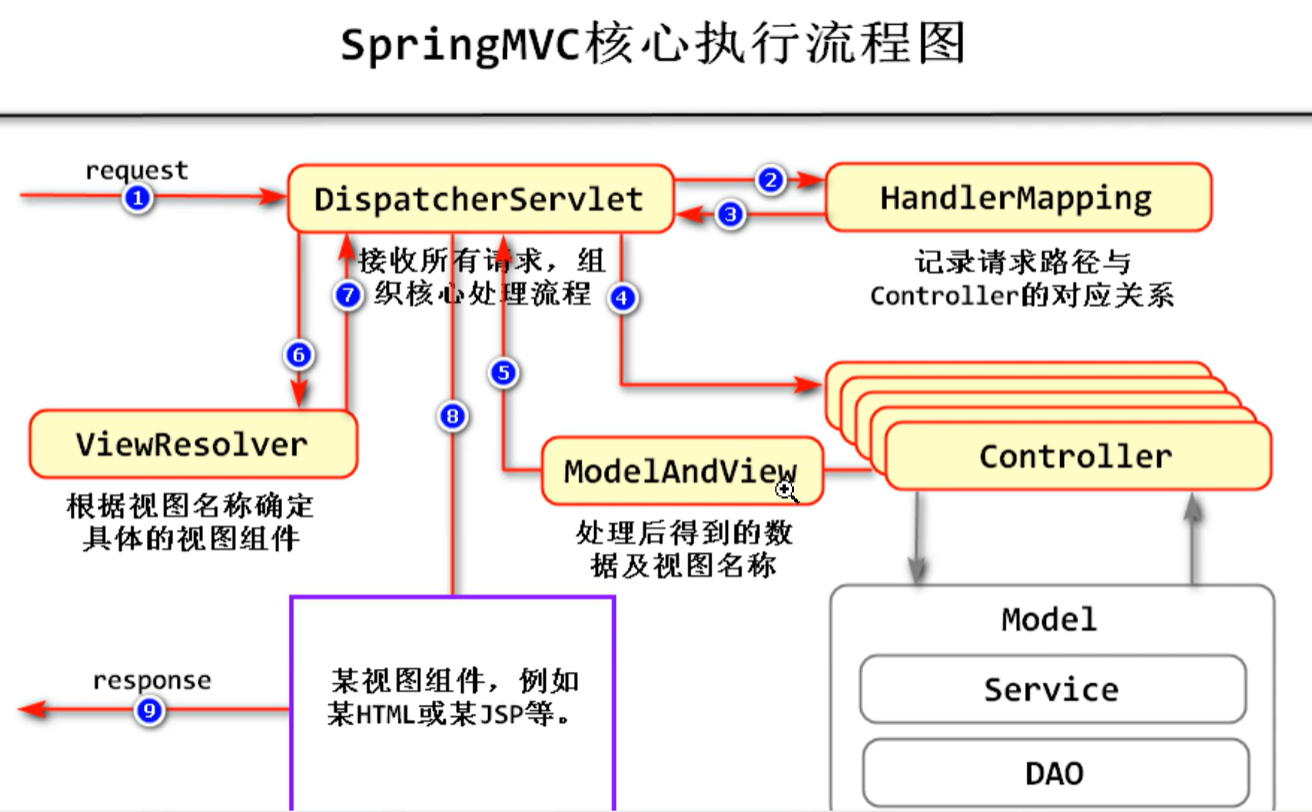 SpringMVC核心执行流程图
request
1
DispatcherServlet
2
3
HandlerMapping
接收所有请求，组
织核心处理流程
记录请求路径与
Controller的对应关系
7
4
6
5
8
ViewResolver
根据视图名称确定
具体的视图组件
ModelAndView
处理后得到的数
据及视图名称
Controller
Model
Service
DAO
某视图组件，例如
某HTML或某JSP等。
response
9